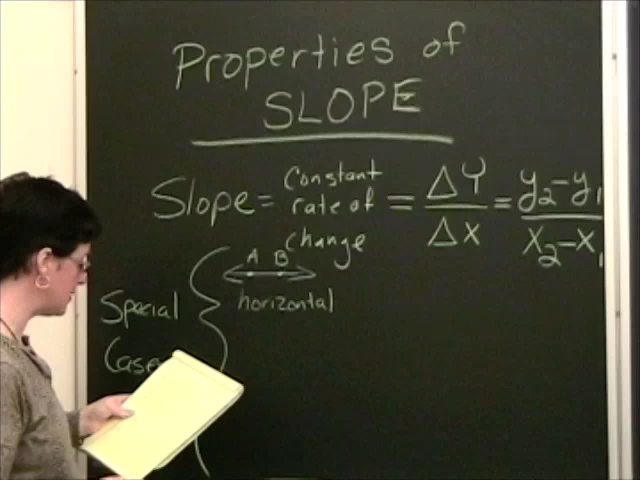 Properties of
SLOPE
Slope = Constant rate of change = ΔY/ΔX = y₂-y₁/x₂-x₁
A B
horizontal
Special
Case